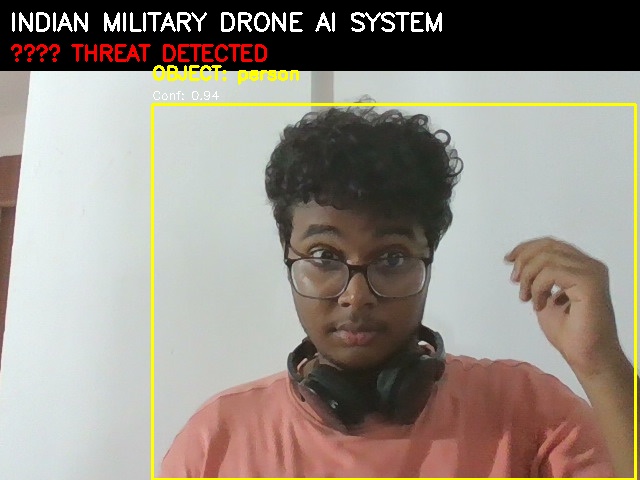 INDIAN MILITARY DRONE AI SYSTEM
???? THREAT DETECTED
OBJECT: person
Conf: 0.94